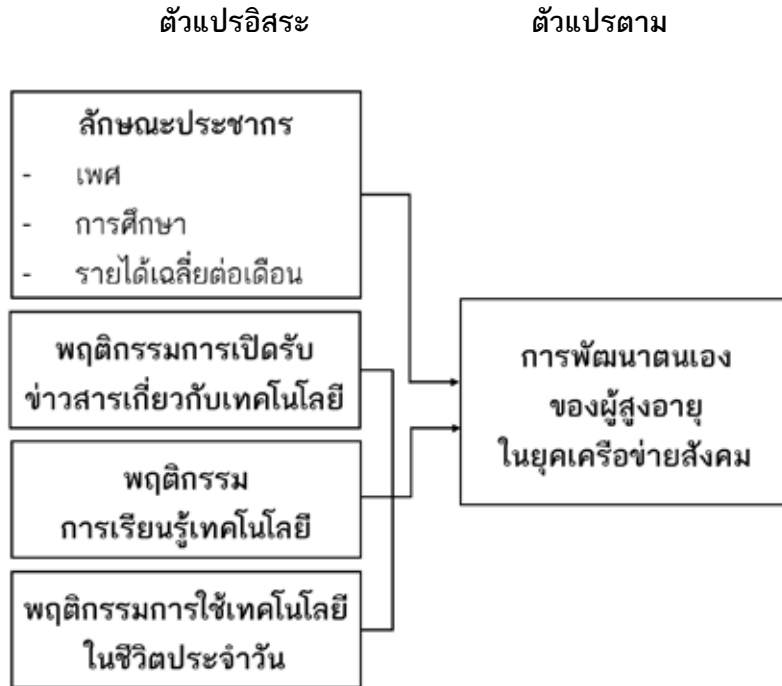 ตัวแปรอิสระ
ตัวแปรตาม
ลักษณะประชากร
- เพศ
- การศึกษา
- รายได้เฉลี่ยต่อเดือน
พฤติกรรมการเปิดรับ
ข่าวสารเกี่ยวกับเทคโนโลยี
พฤติกรรม
การเรียนรู้เทคโนโลยี
พฤติกรรมการใช้เทคโนโลยี
ในชีวิตประจำวัน
การพัฒนาตนเอง
ของผู้สูงอายุ
ในยุคเครือข่ายสังคม